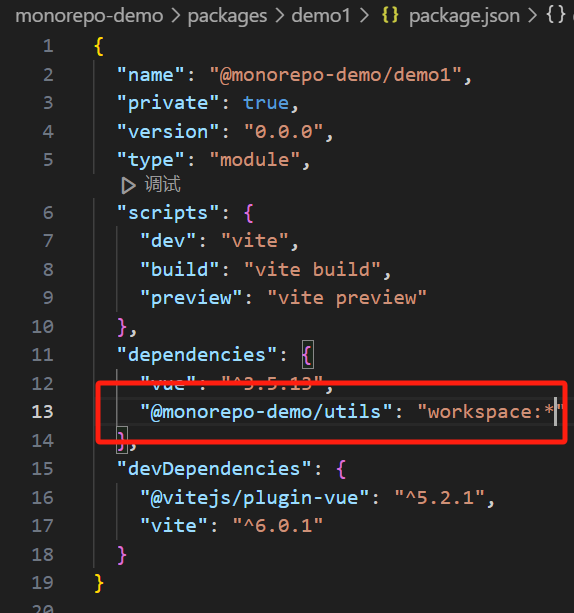 monorepo-demo > packages > demo1 > {} package.json > {}
1 {
2 "name": "@monorepo-demo/demo1",
3 "private": true,
4 "version": "0.0.0",
5 "type": "module",
调试
6 "scripts": {
7 "dev": "vite",
8 "build": "vite build",
9 "preview": "vite preview"
10 },
11 "dependencies": {
12 "vue": "^3.5.13",
13 "@monorepo-demo/utils": "workspace:*"
14 },
15 "devDependencies": {
16 "@vitejs/plugin-vue": "^5.2.1",
17 "vite": "^6.0.1"
18 }
19 }
20